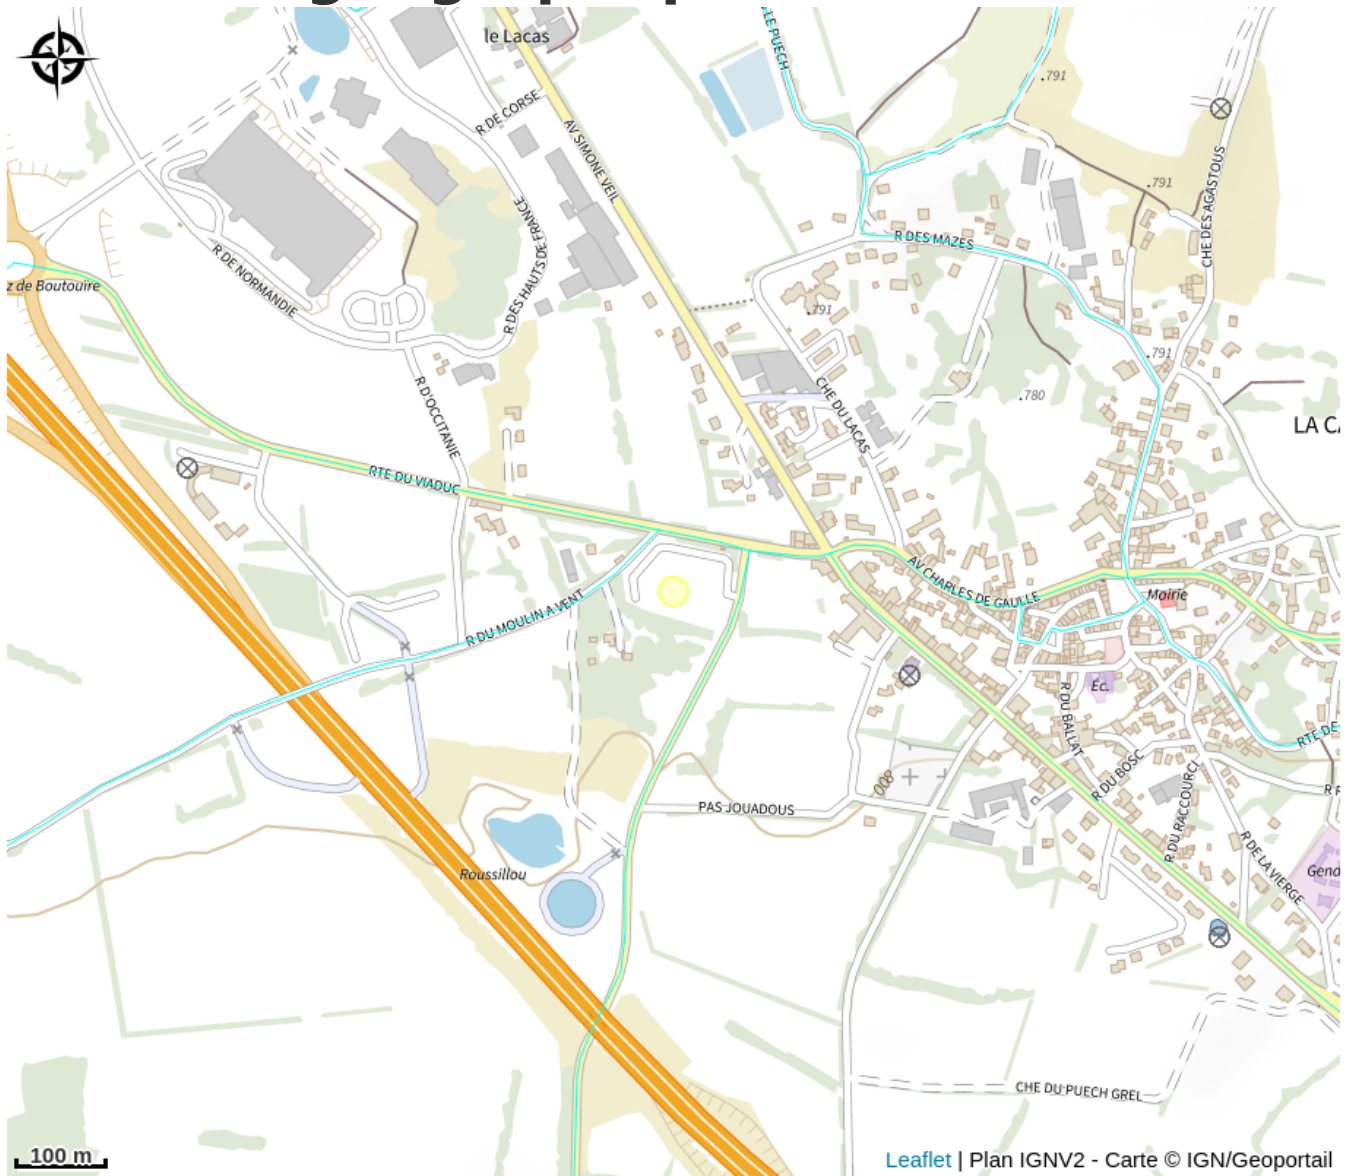 le Lacas
LE PUECH
.791
R DE CORSE
AV SIMONE VEIL
CHE DES AGASTOUS
.791
R DES HAUTS DE FRANCE
R DES MAZES
R DE NORMANDIE
z de Boutouire
.791
.791
R D'OCCITANIE
CHE DU LACAS
.780
LA CA
RTE DU VIADUC
AV CHARLES DE GAULLE
Mairie
R DU MOULIN A VENT
Éc.
R DU BALLAT
RTE DE
R DU BOSC
800
PAS JOUADOUS
R DU RACCOURCI
R DE LA VIERGE
Roussillou
Gend
CHE DU PUECH GREL
100 m
Leaflet | Plan IGNV2 - Carte © IGN/Geoportail